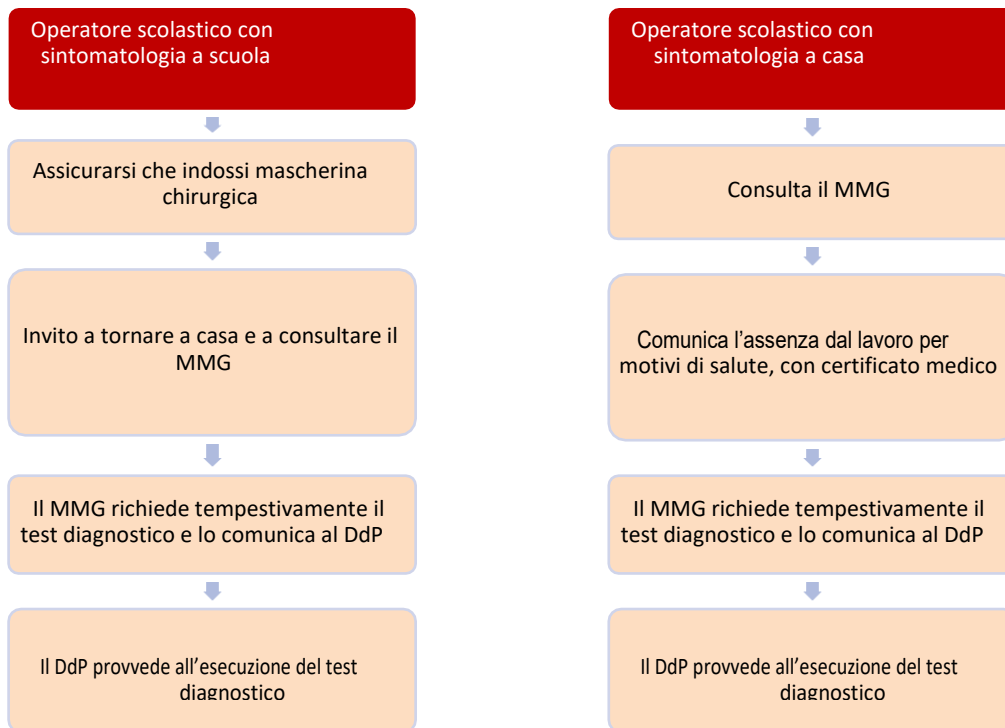 Operatore scolastico con
sintomatologia a scuola
Assicurarsi che indossi mascherina
chirurgica
Invito a tornare a casa e a consultare il
MMG
Il MMG richiede tempestivamente il
test diagnostico e lo comunica al DdP
Il DdP provvede all’esecuzione del test
diagnostico
Operatore scolastico con
sintomatologia a casa
Consulta il MMG
Comunica l’assenza dal lavoro per
motivi di salute, con certificato medico
Il MMG richiede tempestivamente il
test diagnostico e lo comunica al DdP
Il DdP provvede all’esecuzione del test
diagnostico